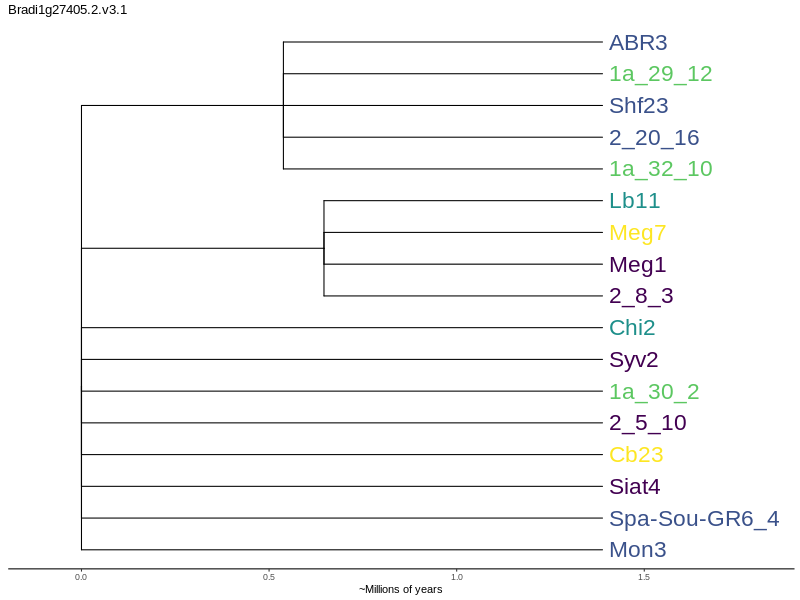 Bradi1g27405.2.v3.1
ABR3
1a_29_12
Shf23
2_20_16
1a_32_10
Lb11
Meg7
Meg1
2_8_3
Chi2
Syv2
1a_30_2
2_5_10
Cb23
Siat4
Spa-Sou-GR6_4
Mon3
0.0 0.5 1.0 1.5
~Millions of years